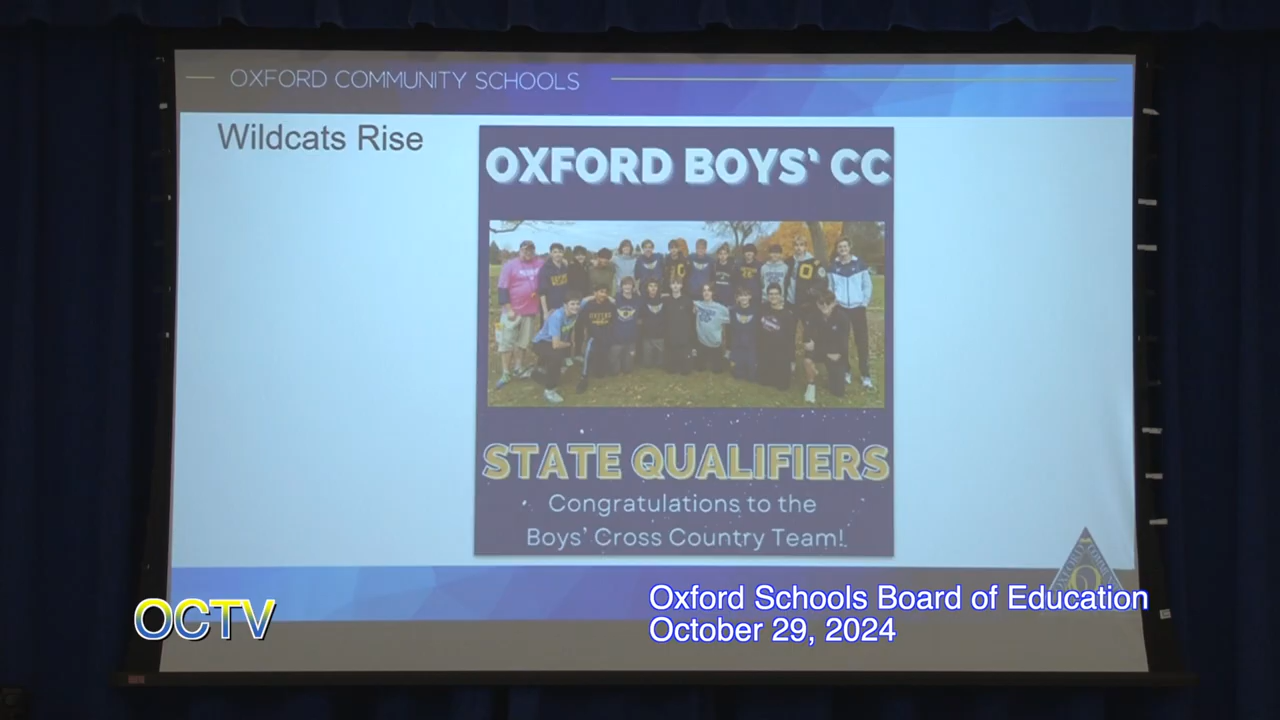 OXFORD COMMUNITY SCHOOLS
Wildcats Rise
OXFORD BOYS' CC
STATE QUALIFIERS
Congratulations to the
Boys' Cross Country Team!
OCTV
Oxford Schools Board of Education
October 29, 2024